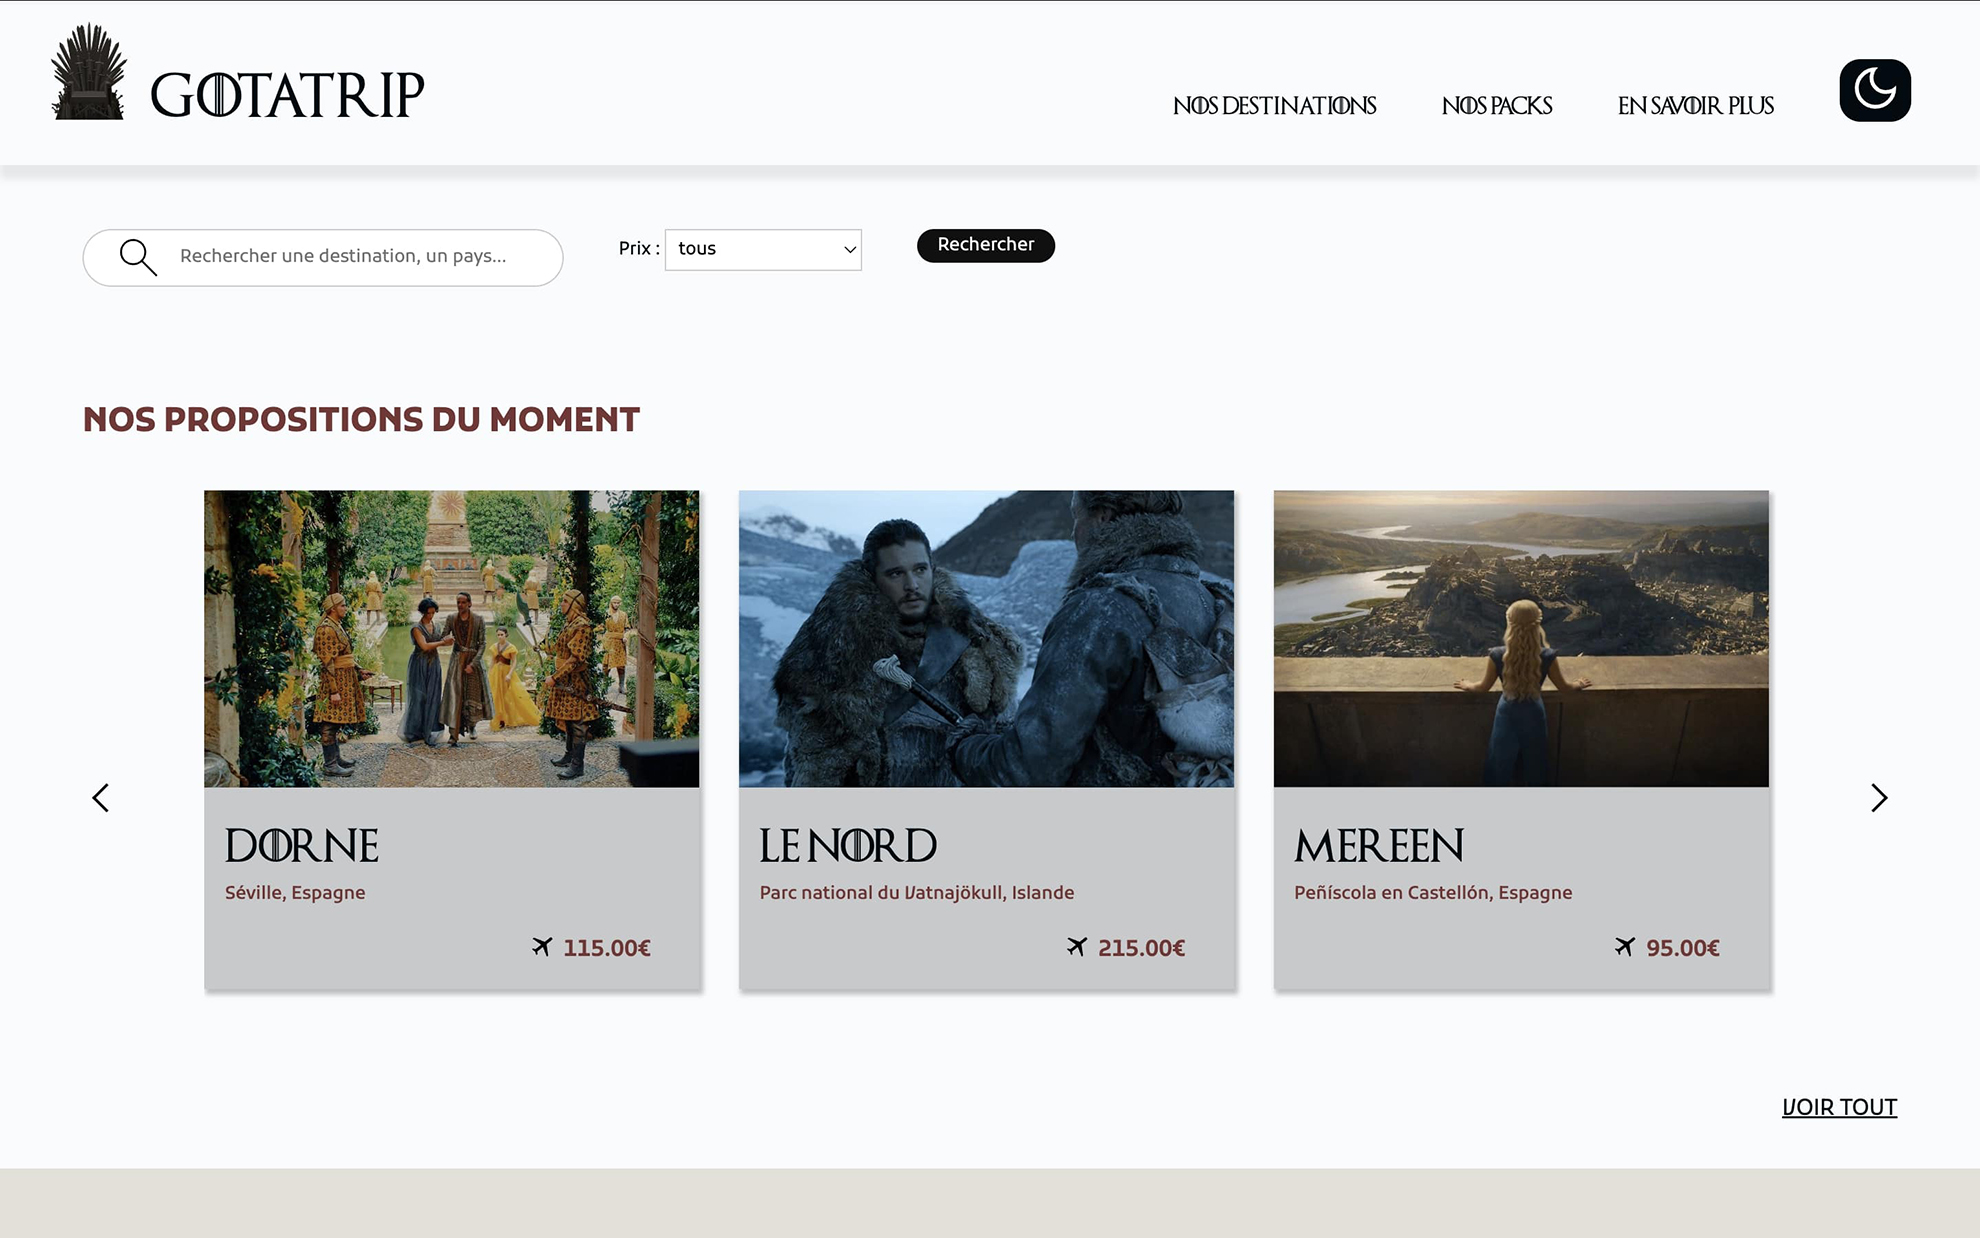 GOTATRIP
NOS DESTINATIONS
NOS PACKS
EN SAVOIR PLUS
Rechercher une destination, un pays...
Prix :
tous
Rechercher
NOS PROPOSITIONS DU MOMENT
DORNE
Séville, Espagne
115.00€
LE NORD
Parc national du Vatnajökull, Islande
215.00€
MEREEN
Peñíscola en Castellón, Espagne
95.00€
VOIR TOUT